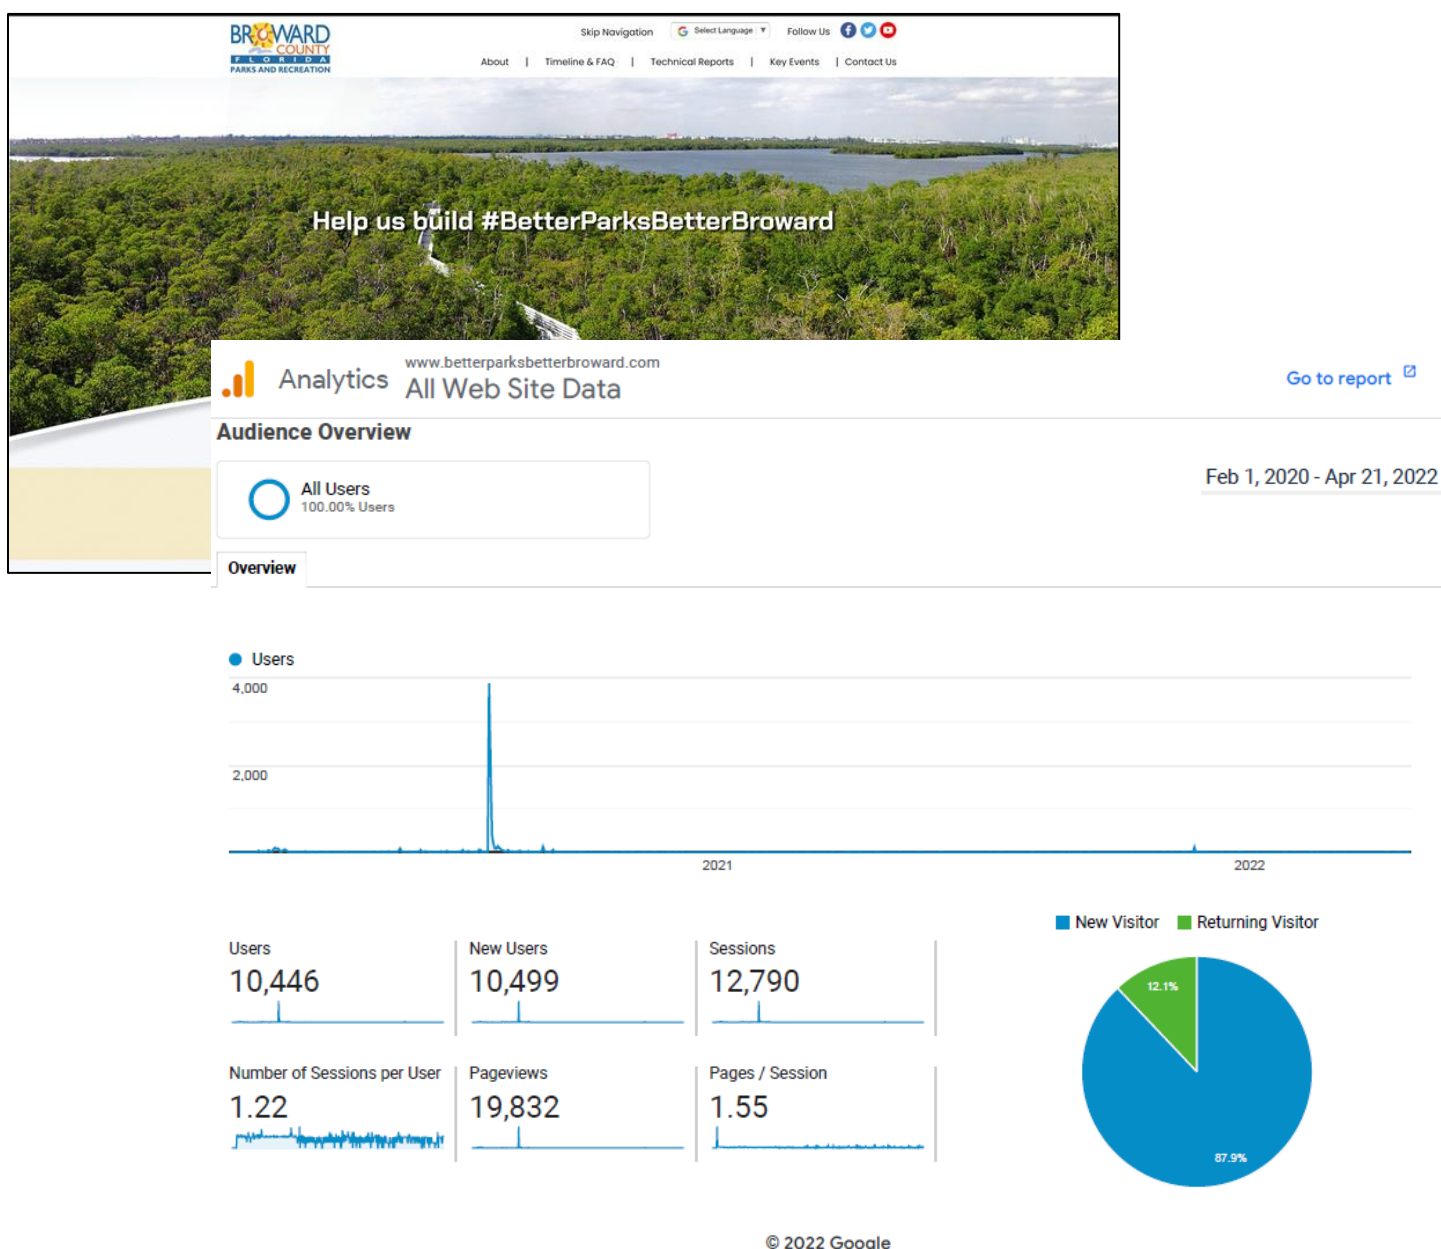 BROWARD
COUNTY
FLORIDA
PARKS AND RECREATION
Skip Navigation
G Select Language ▼
Follow Us
About | Timeline & FAQ | Technical Reports | Key Events | Contact Us
Help us build #BetterParksBetterBroward
Analytics
www.betterparksbetterbroward.com
All Web Site Data
Go to report
Audience Overview
All Users
100.00% Users
Feb 1, 2020 - Apr 21, 2022
Overview
Users
4,000
2,000
2021
2022
New Visitor
Returning Visitor
12.1%
87.9%
Users
10,446
New Users
10,499
Sessions
12,790
Number of Sessions per User
1.22
Pageviews
19,832
Pages / Session
1.55
© 2022 Google